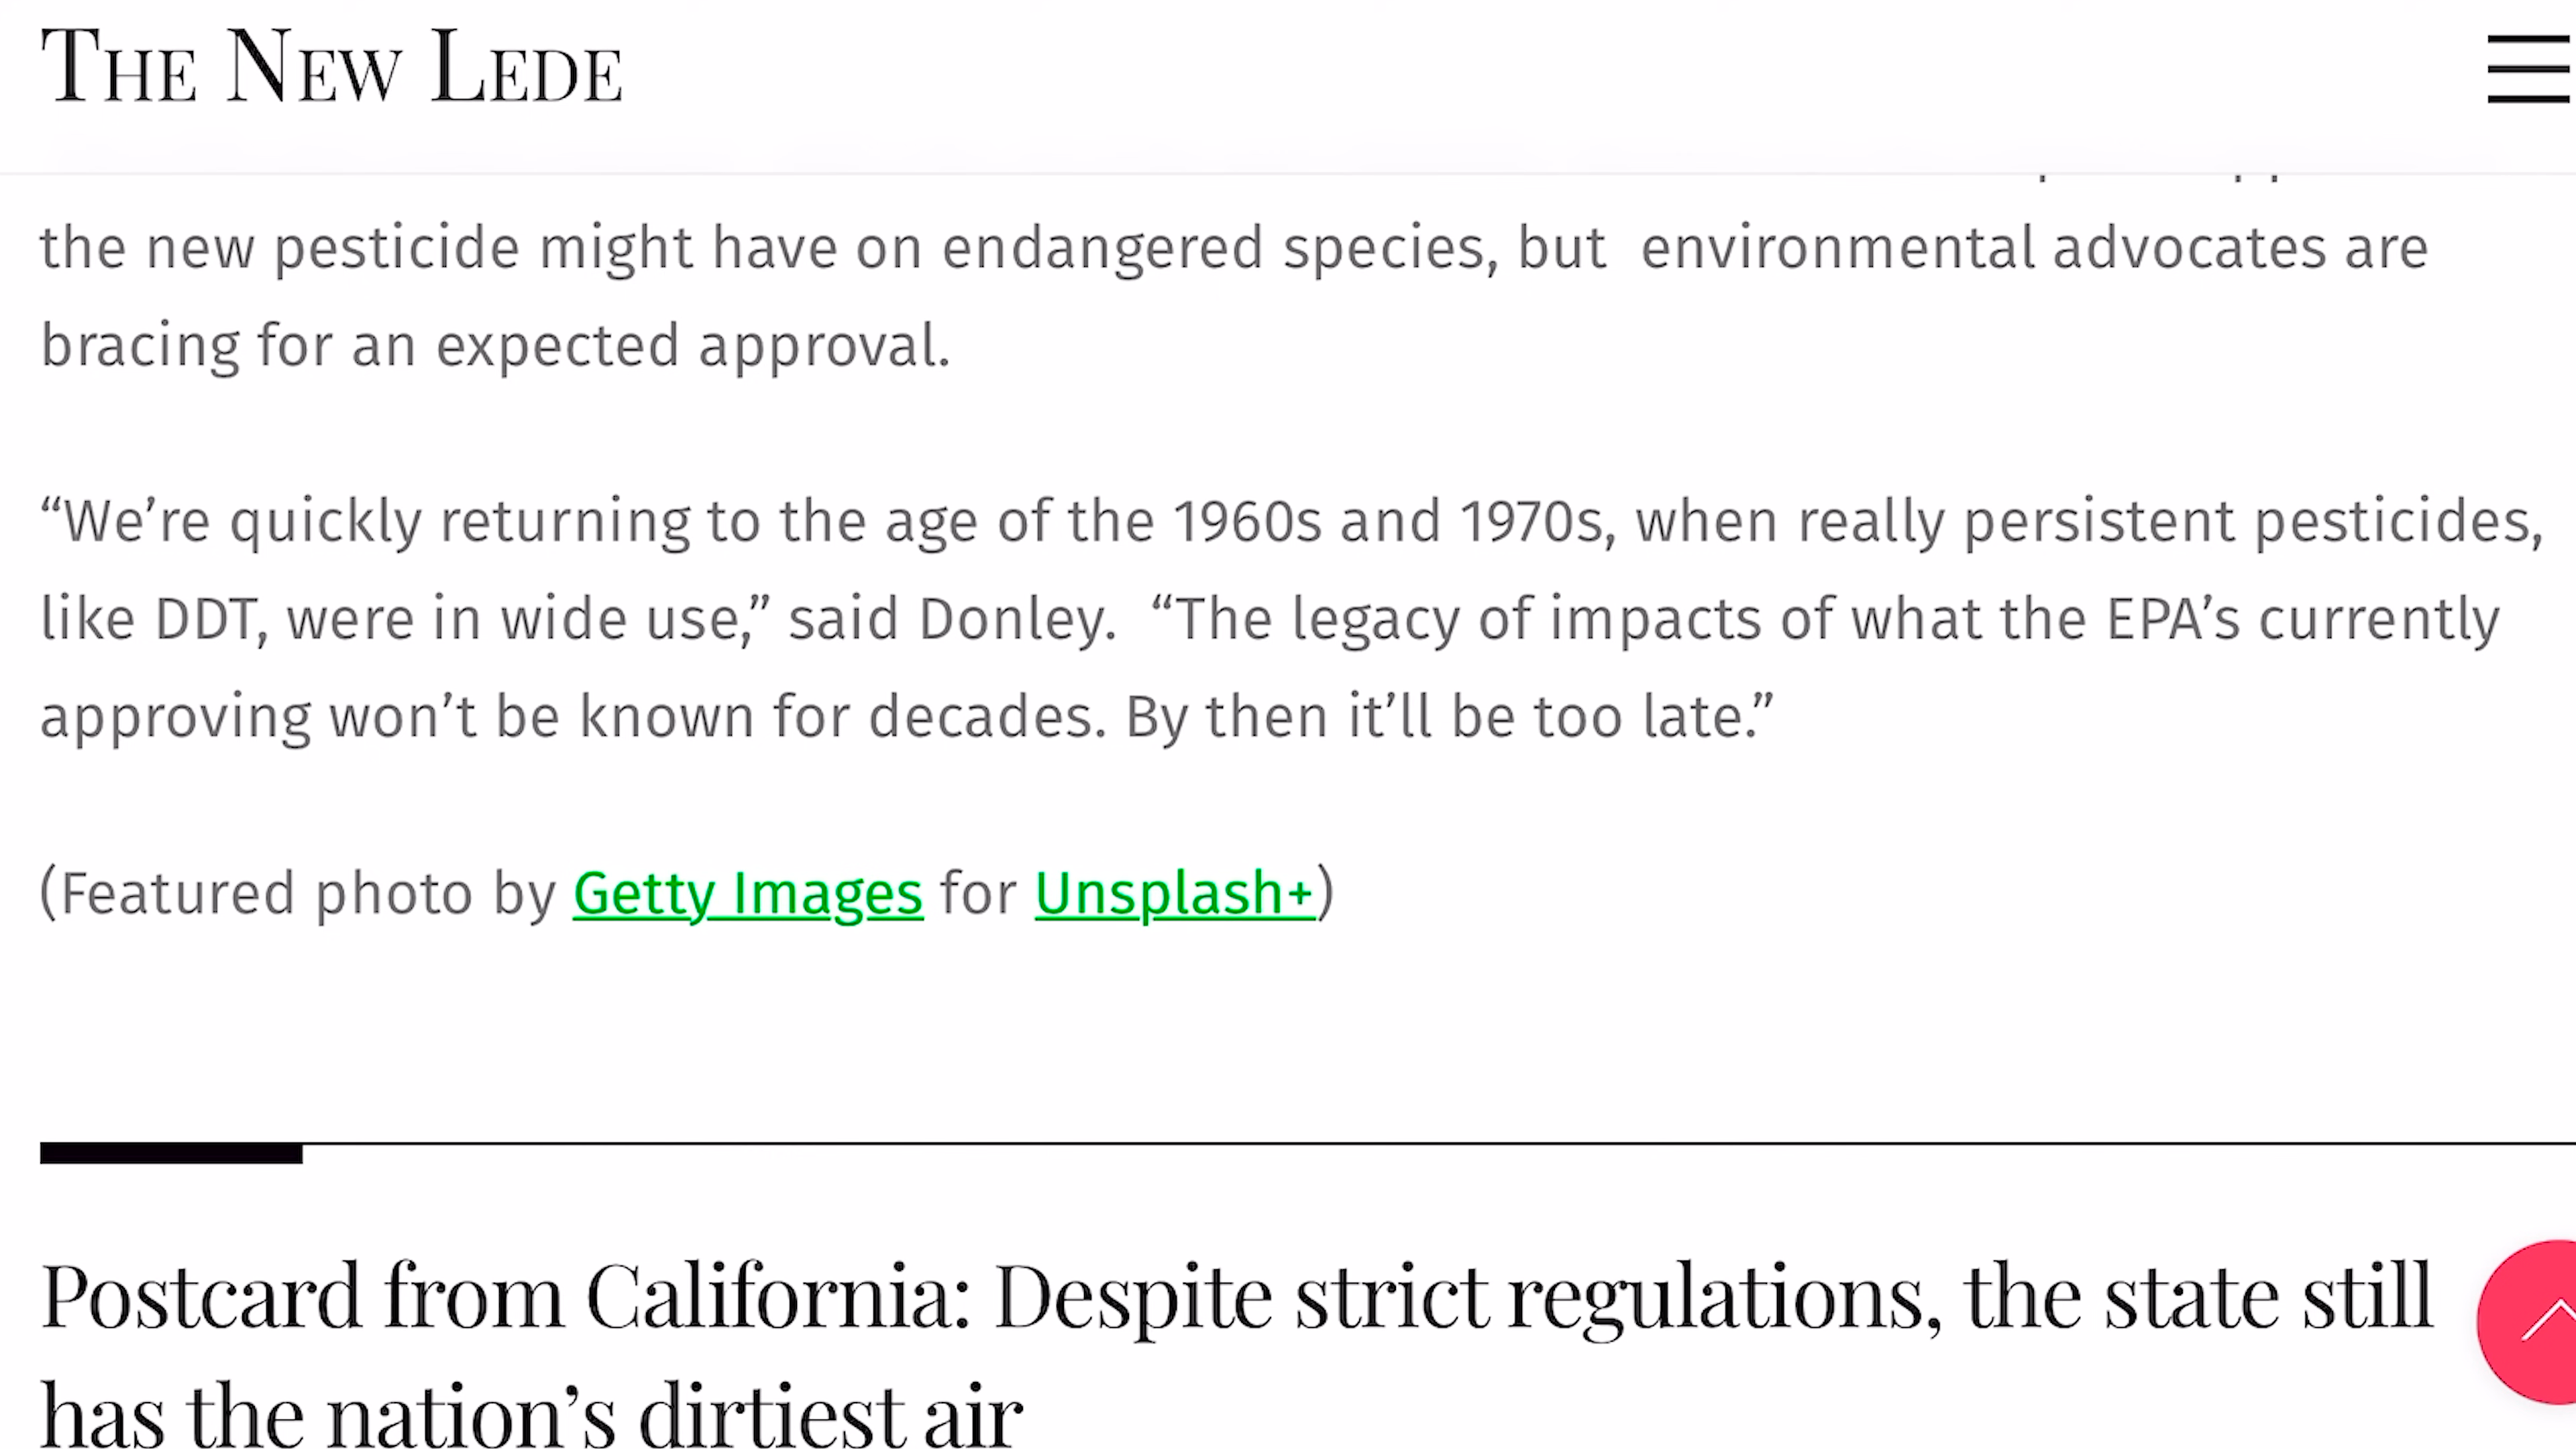 THE NEW LEDE
the new pesticide might have on endangered species, but  environmental advocates are
bracing for an expected approval.
“We’re quickly returning to the age of the 1960s and 1970s, when really persistent pesticides,
like DDT, were in wide use,” said Donley.  “The legacy of impacts of what the EPA’s currently
approving won’t be known for decades. By then it’ll be too late.”
(Featured photo by Getty Images for Unsplash+)
Postcard from California: Despite strict regulations, the state still
has the nation’s dirtiest air